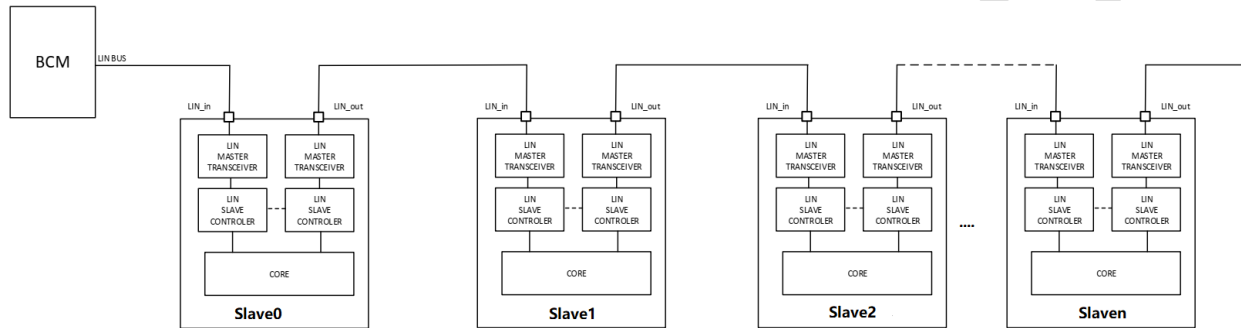 BCM
LIN BUS
LIN_in
LIN_out
LIN
MASTER
TRANSCEIVER
LIN
MASTER
TRANSCEIVER
LIN
SLAVE
CONTROLER
LIN
SLAVE
CONTROLER
CORE
Slave0
LIN_in
LIN_out
LIN
MASTER
TRANSCEIVER
LIN
MASTER
TRANSCEIVER
LIN
SLAVE
CONTROLER
LIN
SLAVE
CONTROLER
CORE
Slave1
LIN_in
LIN_out
LIN
MASTER
TRANSCEIVER
LIN
MASTER
TRANSCEIVER
LIN
SLAVE
CONTROLER
LIN
SLAVE
CONTROLER
CORE
Slave2
....
LIN_in
LIN_out
LIN
MASTER
TRANSCEIVER
LIN
MASTER
TRANSCEIVER
LIN
SLAVE
CONTROLER
LIN
SLAVE
CONTROLER
CORE
Slaven